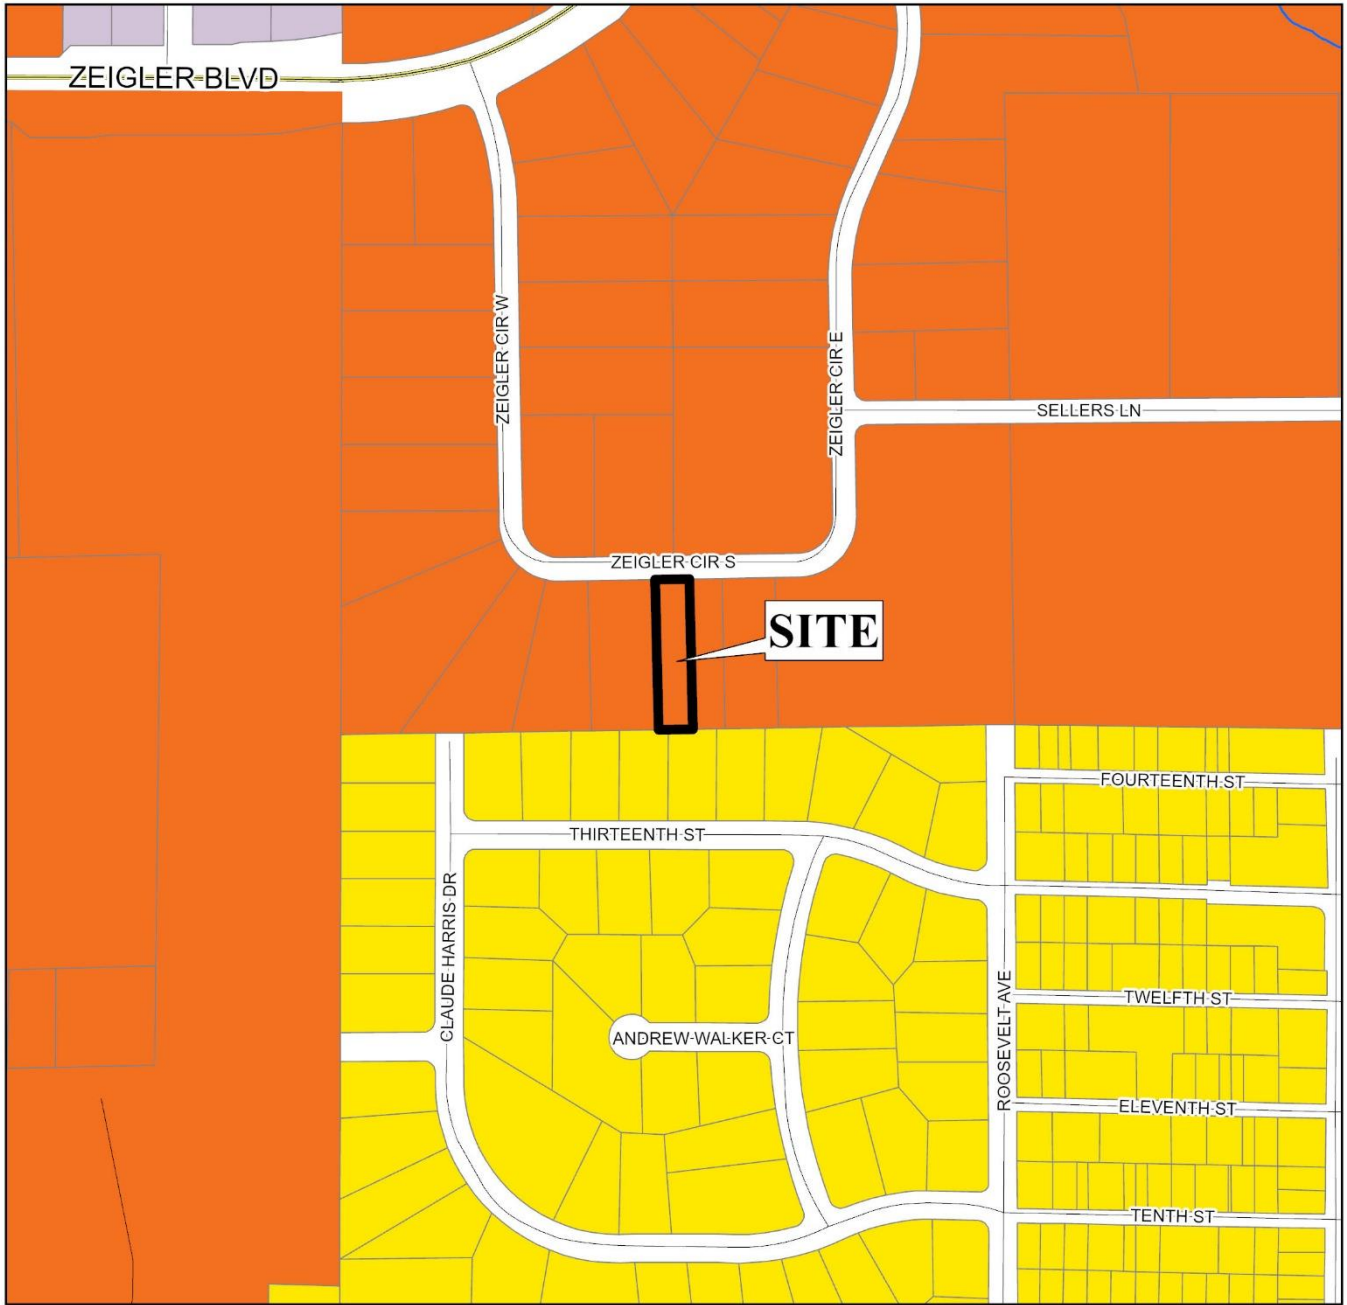 ZEIGLER BLVD
ZEIGLER CIR W
ZEIGLER CIR E
SELLERS LN
ZEIGLER CIR S
SITE
FOURTEENTH ST
THIRTEENTH ST
CLAUDE HARRIS DR
ROOSEVELT AVE
TWELFTH ST
ANDREW WALKER CT
ELEVENTH ST
TENTH ST